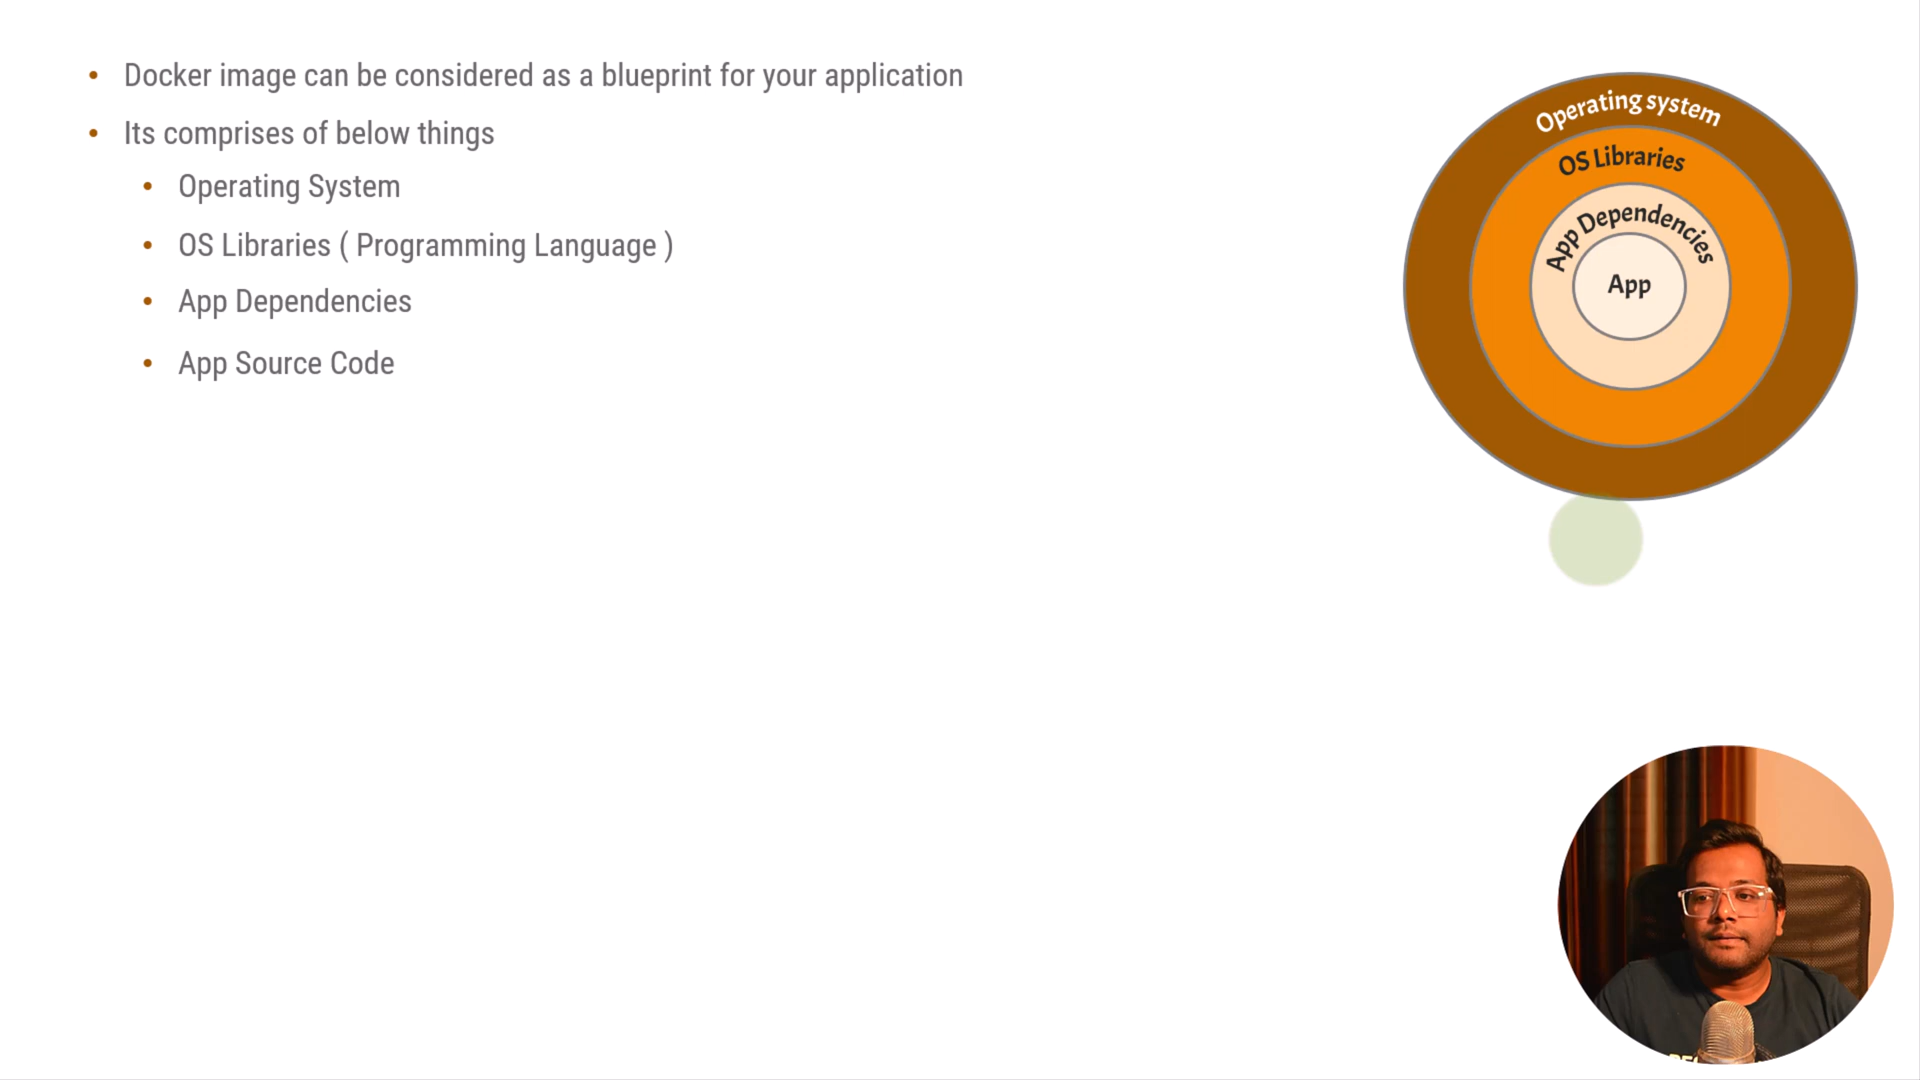 Docker image can be considered as a blueprint for your application
Its comprises of below things
Operating System
OS Libraries ( Programming Language )
App Dependencies
App Source Code
Operating system
OS Libraries
App Dependencies
App